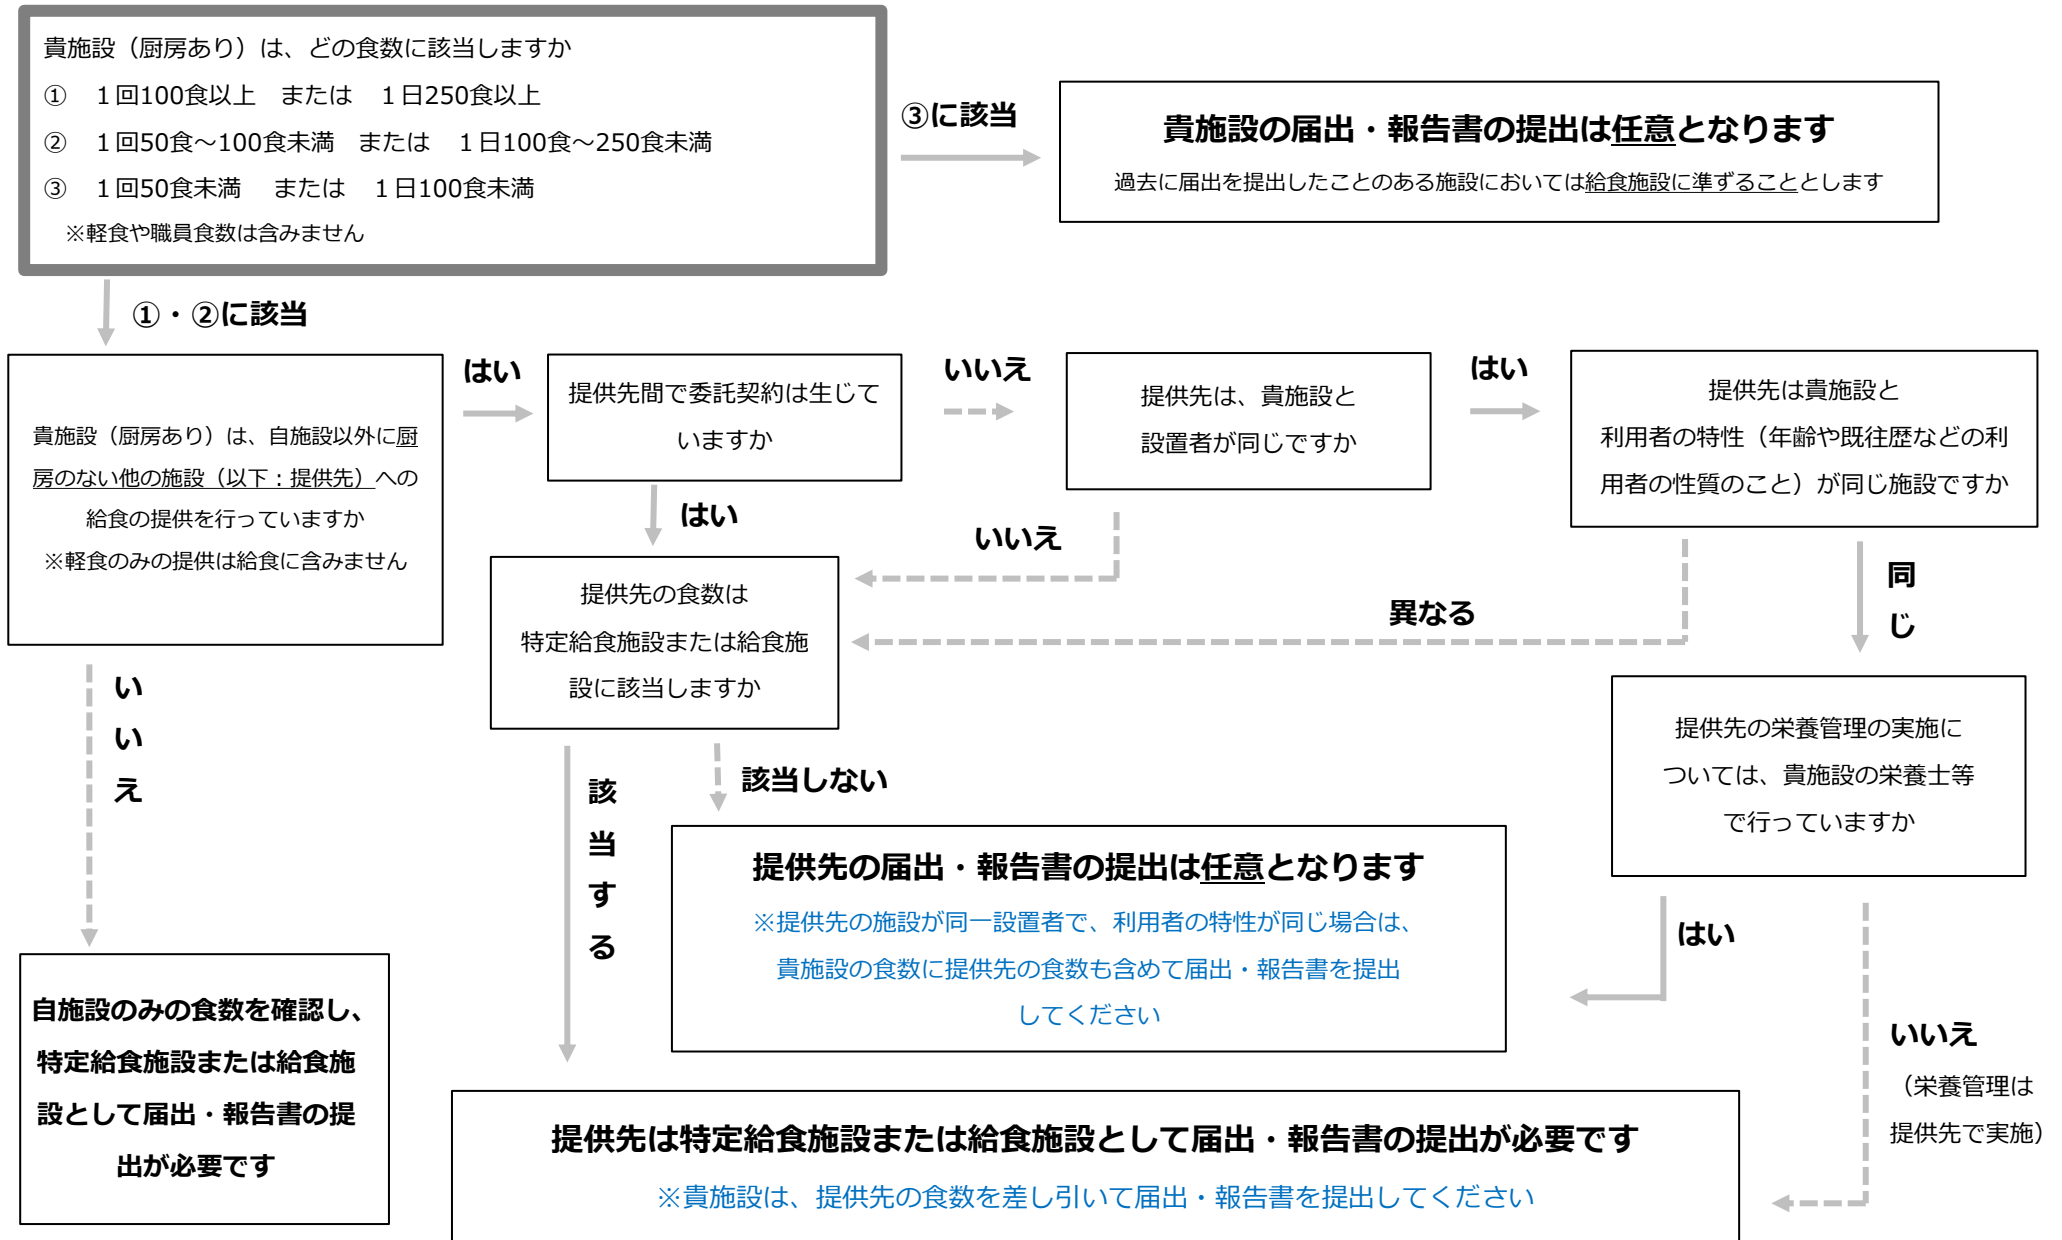 貴施設（厨房あり）は、どの食数に該当しますか
①　１回100食以上　または　１日250食以上
②　１回50食～100食未満　または　１日100食～250食未満
③　１回50食未満　または　１日100食未満
※軽食や職員食数は含みません
③に該当
貴施設の届出・報告書の提出は任意となります
過去に届出を提出したことのある施設においては給食施設に準ずることとします
①・②に該当
貴施設（厨房あり）は、自施設以外に厨
房のない他の施設（以下：提供先）への
給食の提供を行っていますか
※軽食のみの提供は給食に含みません
はい
提供先間で委託契約は生じて
いますか
いいえ
提供先は、貴施設と
設置者が同じですか
はい
提供先は貴施設と
利用者の特性（年齢や既往歴などの利
用者の性質のこと）が同じ施設ですか
はい
いいえ
異なる
同
じ
提供先の食数は
特定給食施設または給食施
設に該当しますか
い
い
え
提供先の栄養管理の実施に
ついては、貴施設の栄養士等
で行っていますか
該
当
す
る
該当しない
提供先の届出・報告書の提出は任意となります
※提供先の施設が同一設置者で、利用者の特性が同じ場合は、
貴施設の食数に提供先の食数も含めて届出・報告書を提出
してください
はい
いいえ
（栄養管理は
提供先で実施）
自施設のみの食数を確認し、
特定給食施設または給食施
設として届出・報告書の提
出が必要です
提供先は特定給食施設または給食施設として届出・報告書の提出が必要です
※貴施設は、提供先の食数を差し引いて届出・報告書を提出してください